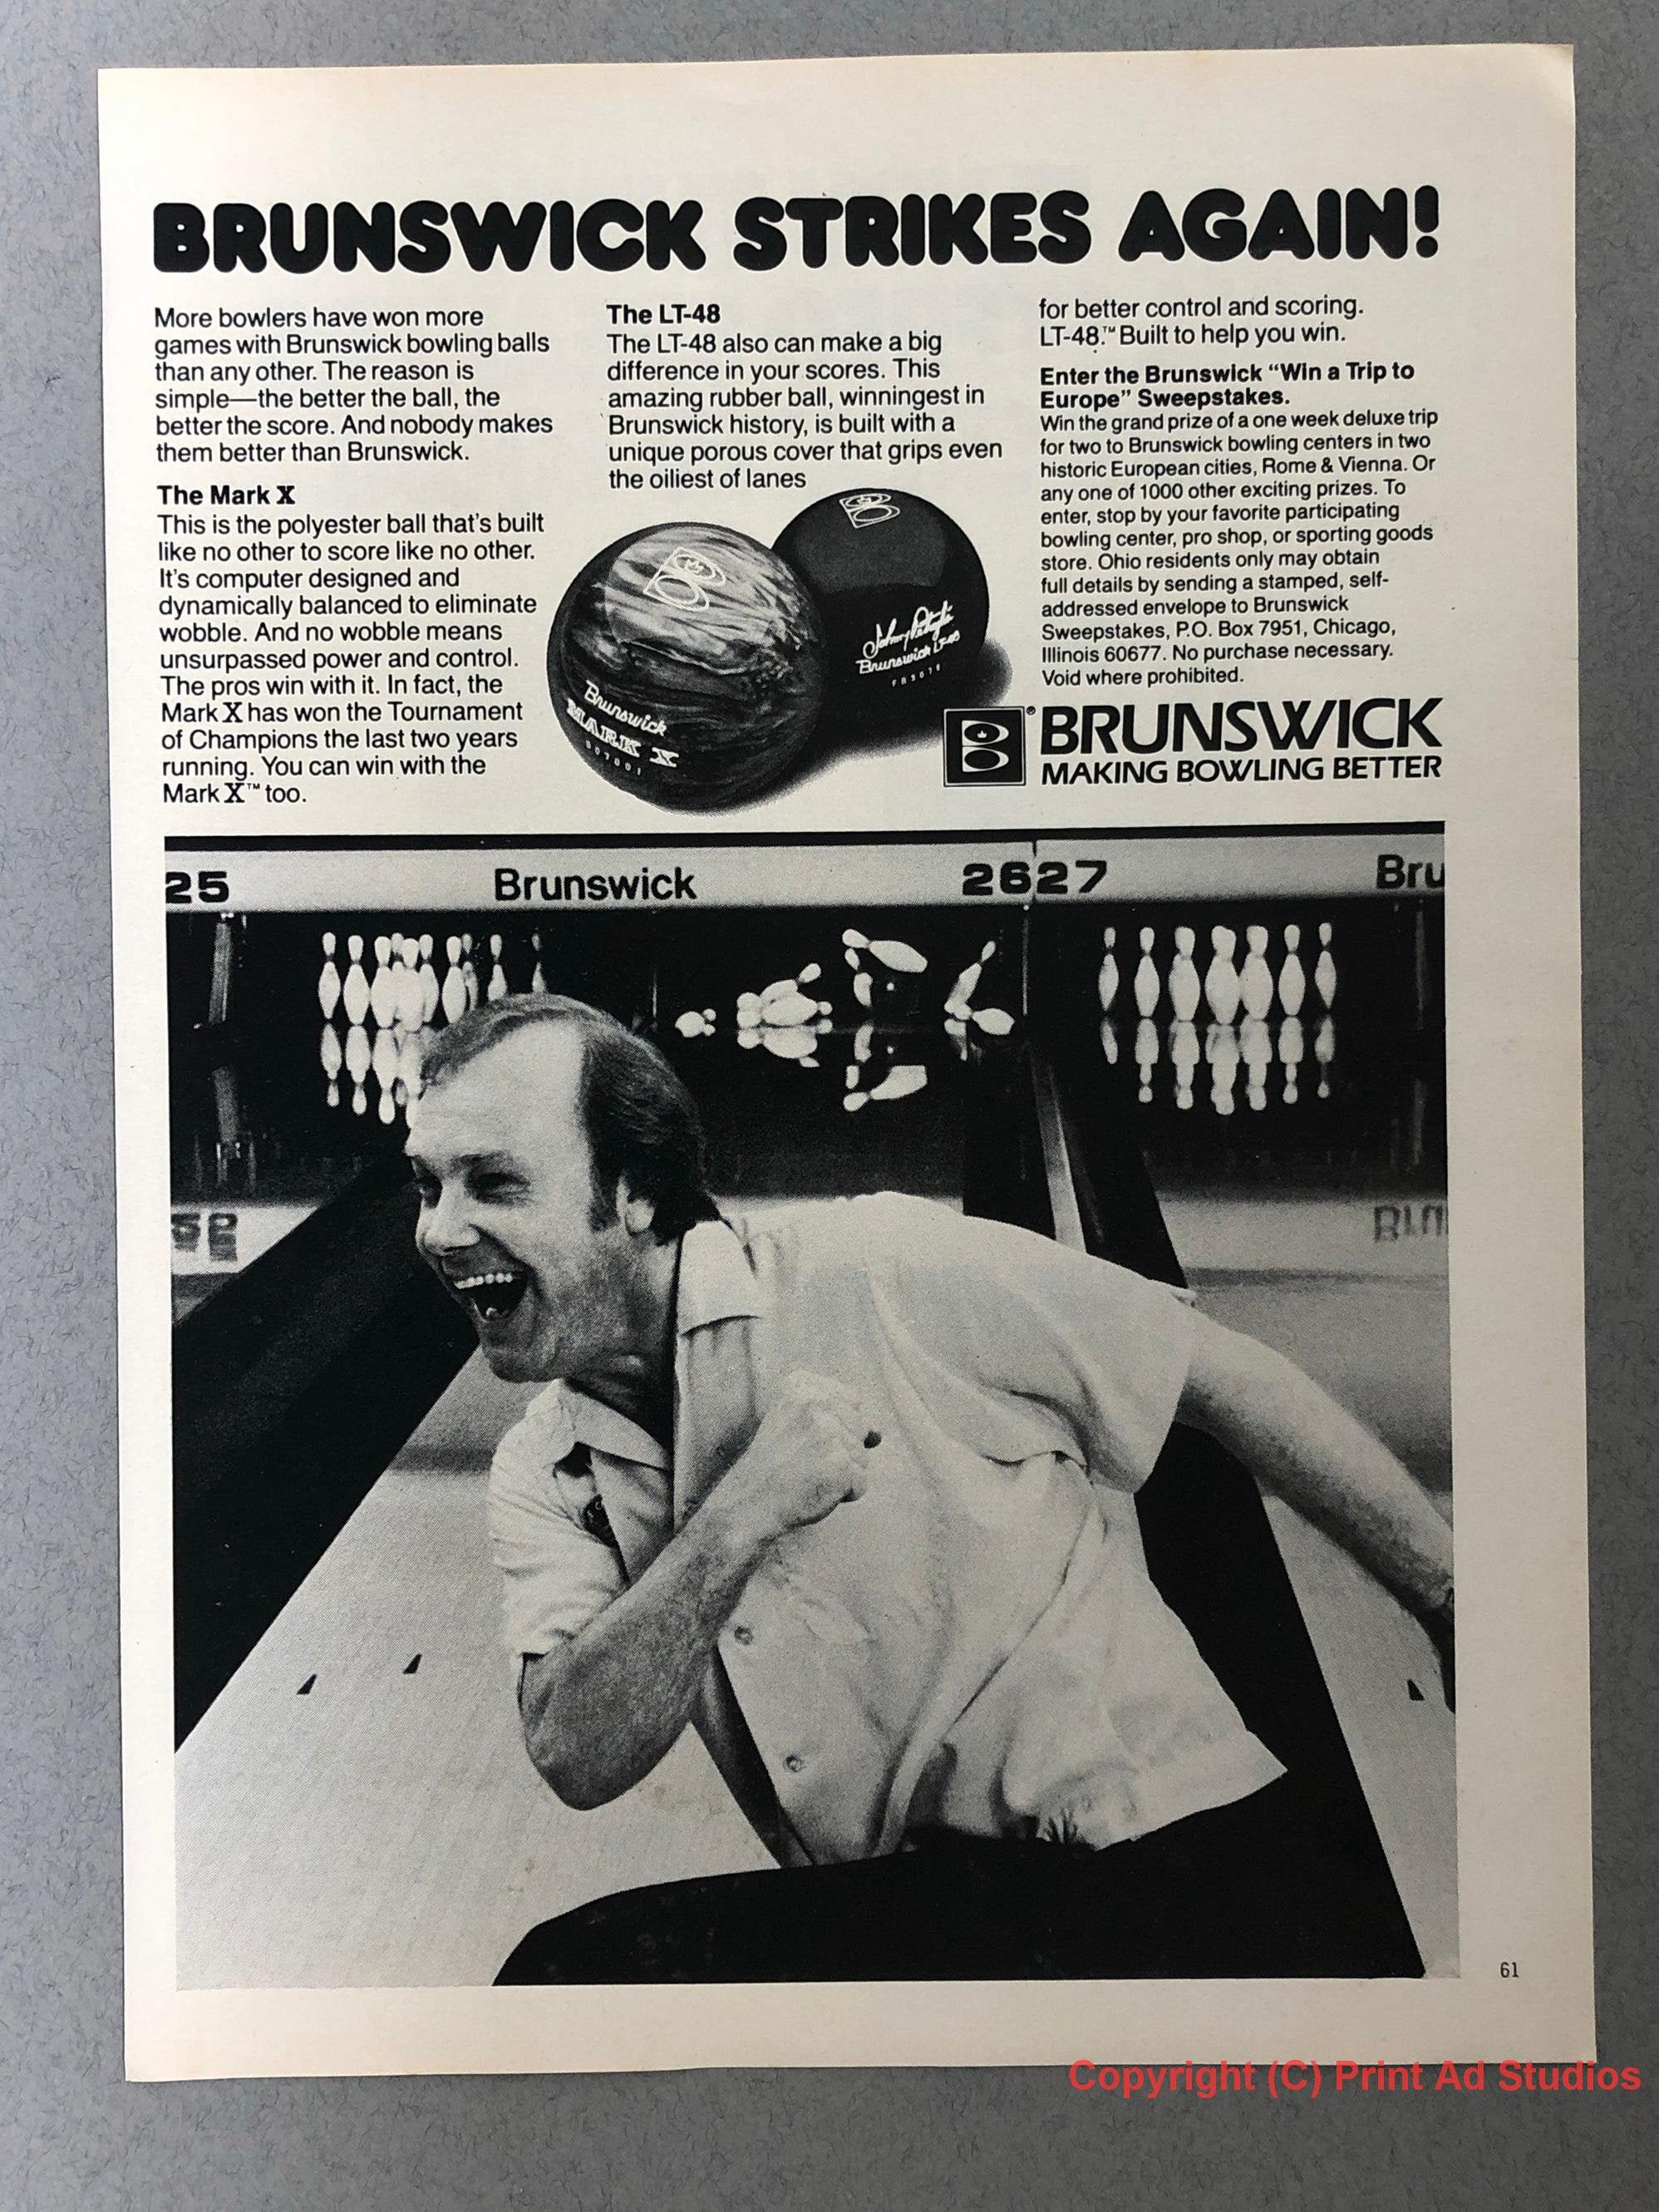 BRUNSWICK STRIKES AGAIN!
More bowlers have won more
games with Brunswick bowling balls
than any other. The reason is
simple—the better the ball, the
better the score. And nobody makes
them better than Brunswick.
The Mark X
This is the polyester ball that's built
like no other to score like no other.
It's computer designed and
dynamically balanced to eliminate
wobble. And no wobble means
unsurpassed power and control.
The pros win with it. In fact, the
Mark X has won the Tournament
of Champions the last two years
running. You can win with the
Mark X™ too.
The LT-48
The LT-48 also can make a big
difference in your scores. This
amazing rubber ball, winningest in
Brunswick history, is built with a
unique porous cover that grips even
the oiliest of lanes
for better control and scoring.
LT-48.™ Built to help you win.
Enter the Brunswick “Win a Trip to
Europe” Sweepstakes.
Win the grand prize of a one week deluxe trip
for two to Brunswick bowling centers in two
historic European cities, Rome & Vienna. Or
any one of 1000 other exciting prizes. To
enter, stop by your favorite participating
bowling center, pro shop, or sporting goods
store. Ohio residents only may obtain
full details by sending a stamped, self-
addressed envelope to Brunswick
Sweepstakes, P.O. Box 7951, Chicago,
Illinois 60677. No purchase necessary.
Void where prohibited.
Brunswick
MARK X
Brunswick LT-48
®BRUNSWICK
MAKING BOWLING BETTER
25 Brunswick 26 27 Bru
61
Copyright (C) Print Ad Studios